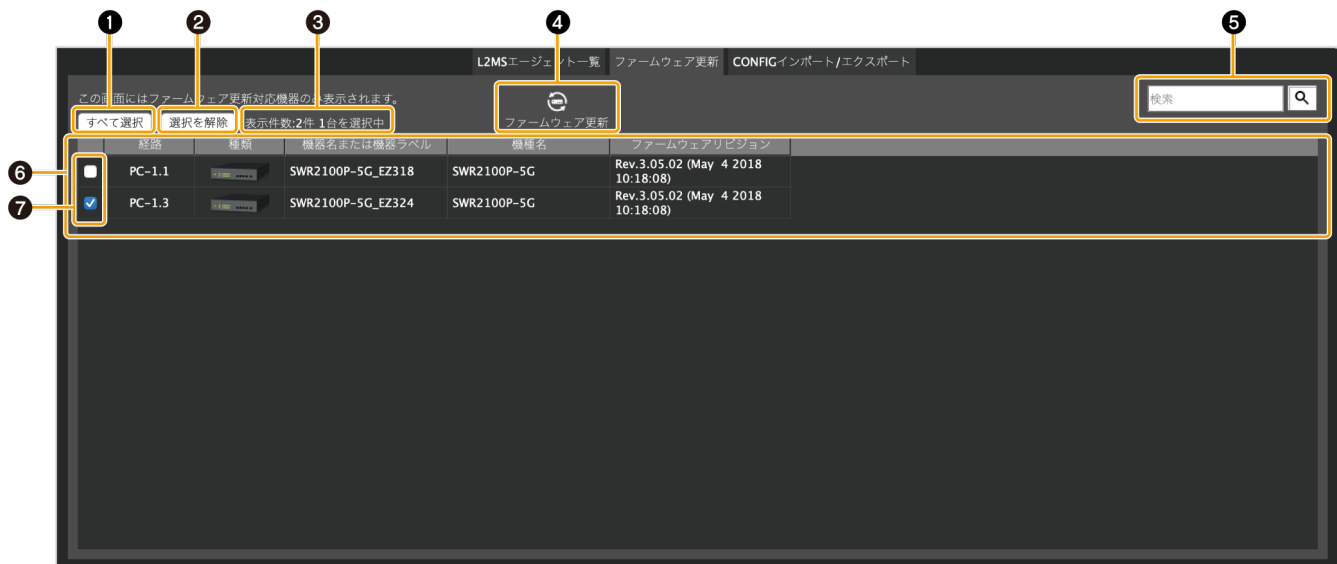 ❶ ❷ ❸ ❹ ❺
L2MSエージェント一覧 ファームウェア更新 CONFIGインポート/エクスポート
この画面にはファームウェア更新対応機器のみ表示されます。
検索
すべて選択 選択を解除 表示件数:2件 1台を選択中 ファームウェア更新
経路 種類 機器名または機器ラベル 機種名 ファームウェアリビジョン
❻ PC-1.1 SWR2100P-5G_EZ318 SWR2100P-5G Rev.3.05.02 (May 4 2018
10:18:08)
❼ PC-1.3 SWR2100P-5G_EZ324 SWR2100P-5G Rev.3.05.02 (May 4 2018
10:18:08)